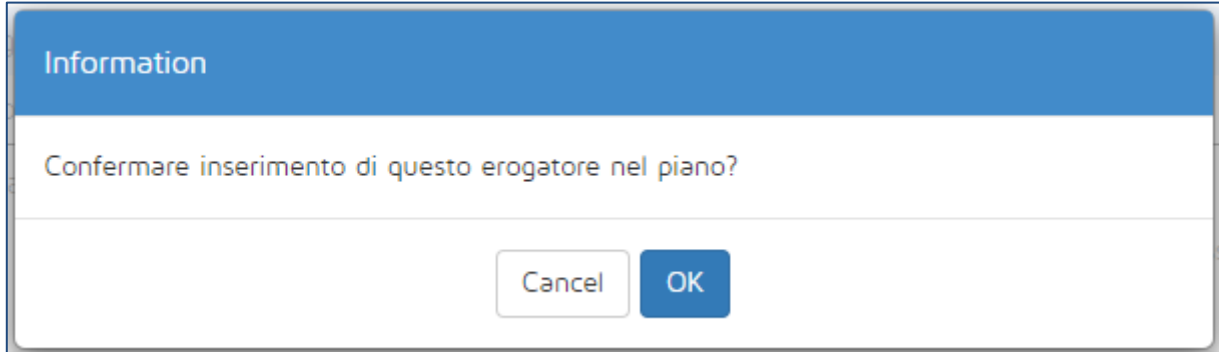 Information
Confermare inserimento di questo erogatore nel piano?
Cancel
OK